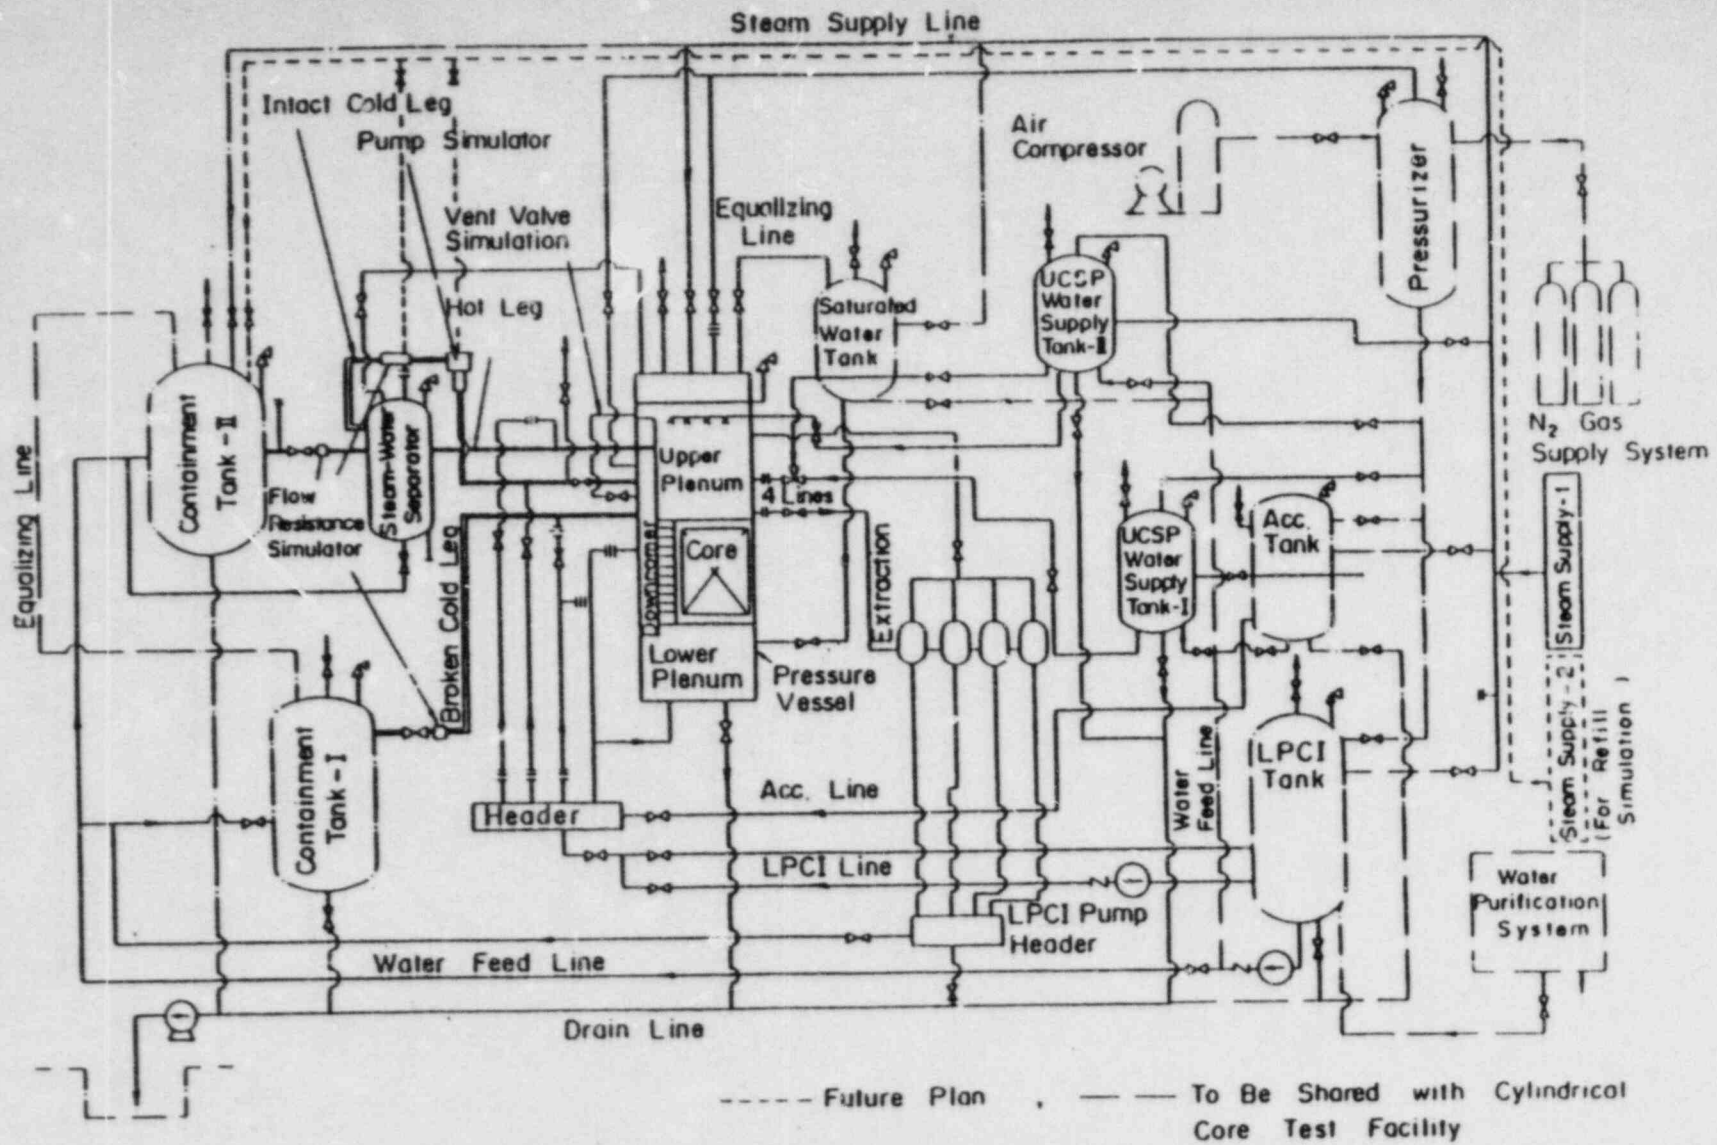 Steam Supply Line
Intact Cold Leg
Pump Simulator
Air
Compressor
Pressurizer
Vent Valve
Simulation
Equalizing
Line
Hot Leg
Saturated
Water
Tank
UCSP
Water
Supply
Tank-II
N2 Gas
Supply System
Containment
Tank-II
Steam-Water
Separator
Flow
Resistance
Simulator
Equalizing Line
Upper
Plenum
4 Lines
Core
Downcomer
Lower
Plenum
Pressure
Vessel
Extraction
UCSP
Water
Supply
Tank-I
Acc.
Tank
Steam Supply-1
Steam Supply-2
(For Refill
Simulation)
Broken Cold Leg
Containment
Tank-I
Header
Acc. Line
LPCI Line
Water
Feed Line
LPCI
Tank
LPCI Pump
Header
Water
Purification
System
Water Feed Line
Drain Line
------ Future Plan , — — To Be Shared with Cylindrical
Core Test Facility